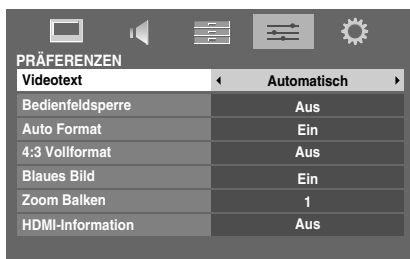 PRÄFERENZEN
Videotext Automatisch
Bedienfeldsperre Aus
Auto Format Ein
4:3 Vollformat Aus
Blaues Bild Ein
Zoom Balken 1
HDMI-Information Aus